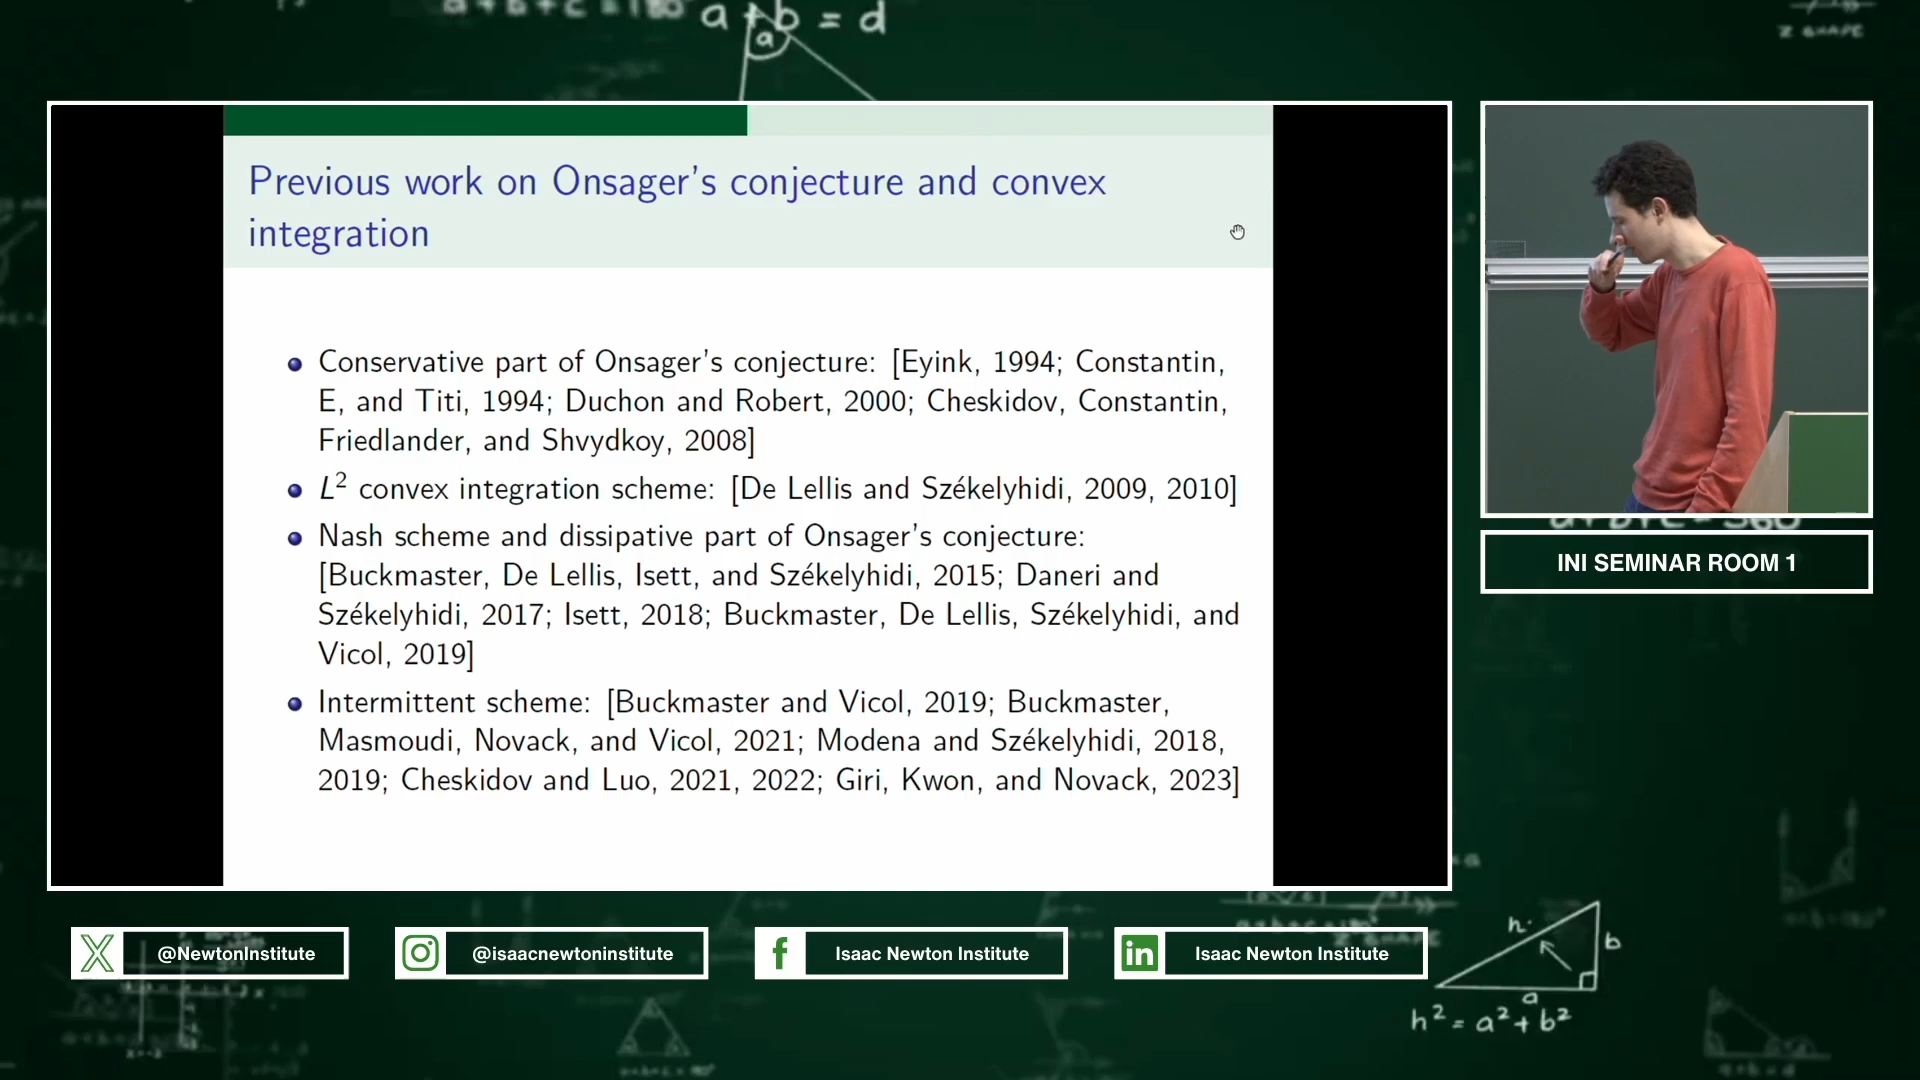 a+b = d
a
Z SHAPE
Previous work on Onsager's conjecture and convex
integration
Conservative part of Onsager's conjecture: [Eyink, 1994; Constantin,
E, and Titi, 1994; Duchon and Robert, 2000; Cheskidov, Constantin,
Friedlander, and Shvydkoy, 2008]
L² convex integration scheme: [De Lellis and Székelyhidi, 2009, 2010]
Nash scheme and dissipative part of Onsager's conjecture:
[Buckmaster, De Lellis, Isett, and Székelyhidi, 2015; Daneri and
Székelyhidi, 2017; Isett, 2018; Buckmaster, De Lellis, Székelyhidi, and
Vicol, 2019]
Intermittent scheme: [Buckmaster and Vicol, 2019; Buckmaster,
Masmoudi, Novack, and Vicol, 2021; Modena and Székelyhidi, 2018,
2019; Cheskidov and Luo, 2021, 2022; Giri, Kwon, and Novack, 2023]
INI SEMINAR ROOM 1
@NewtonInstitute
@isaacnewtoninstitute
Isaac Newton Institute
Isaac Newton Institute
h
b
a
h² = a² + b²